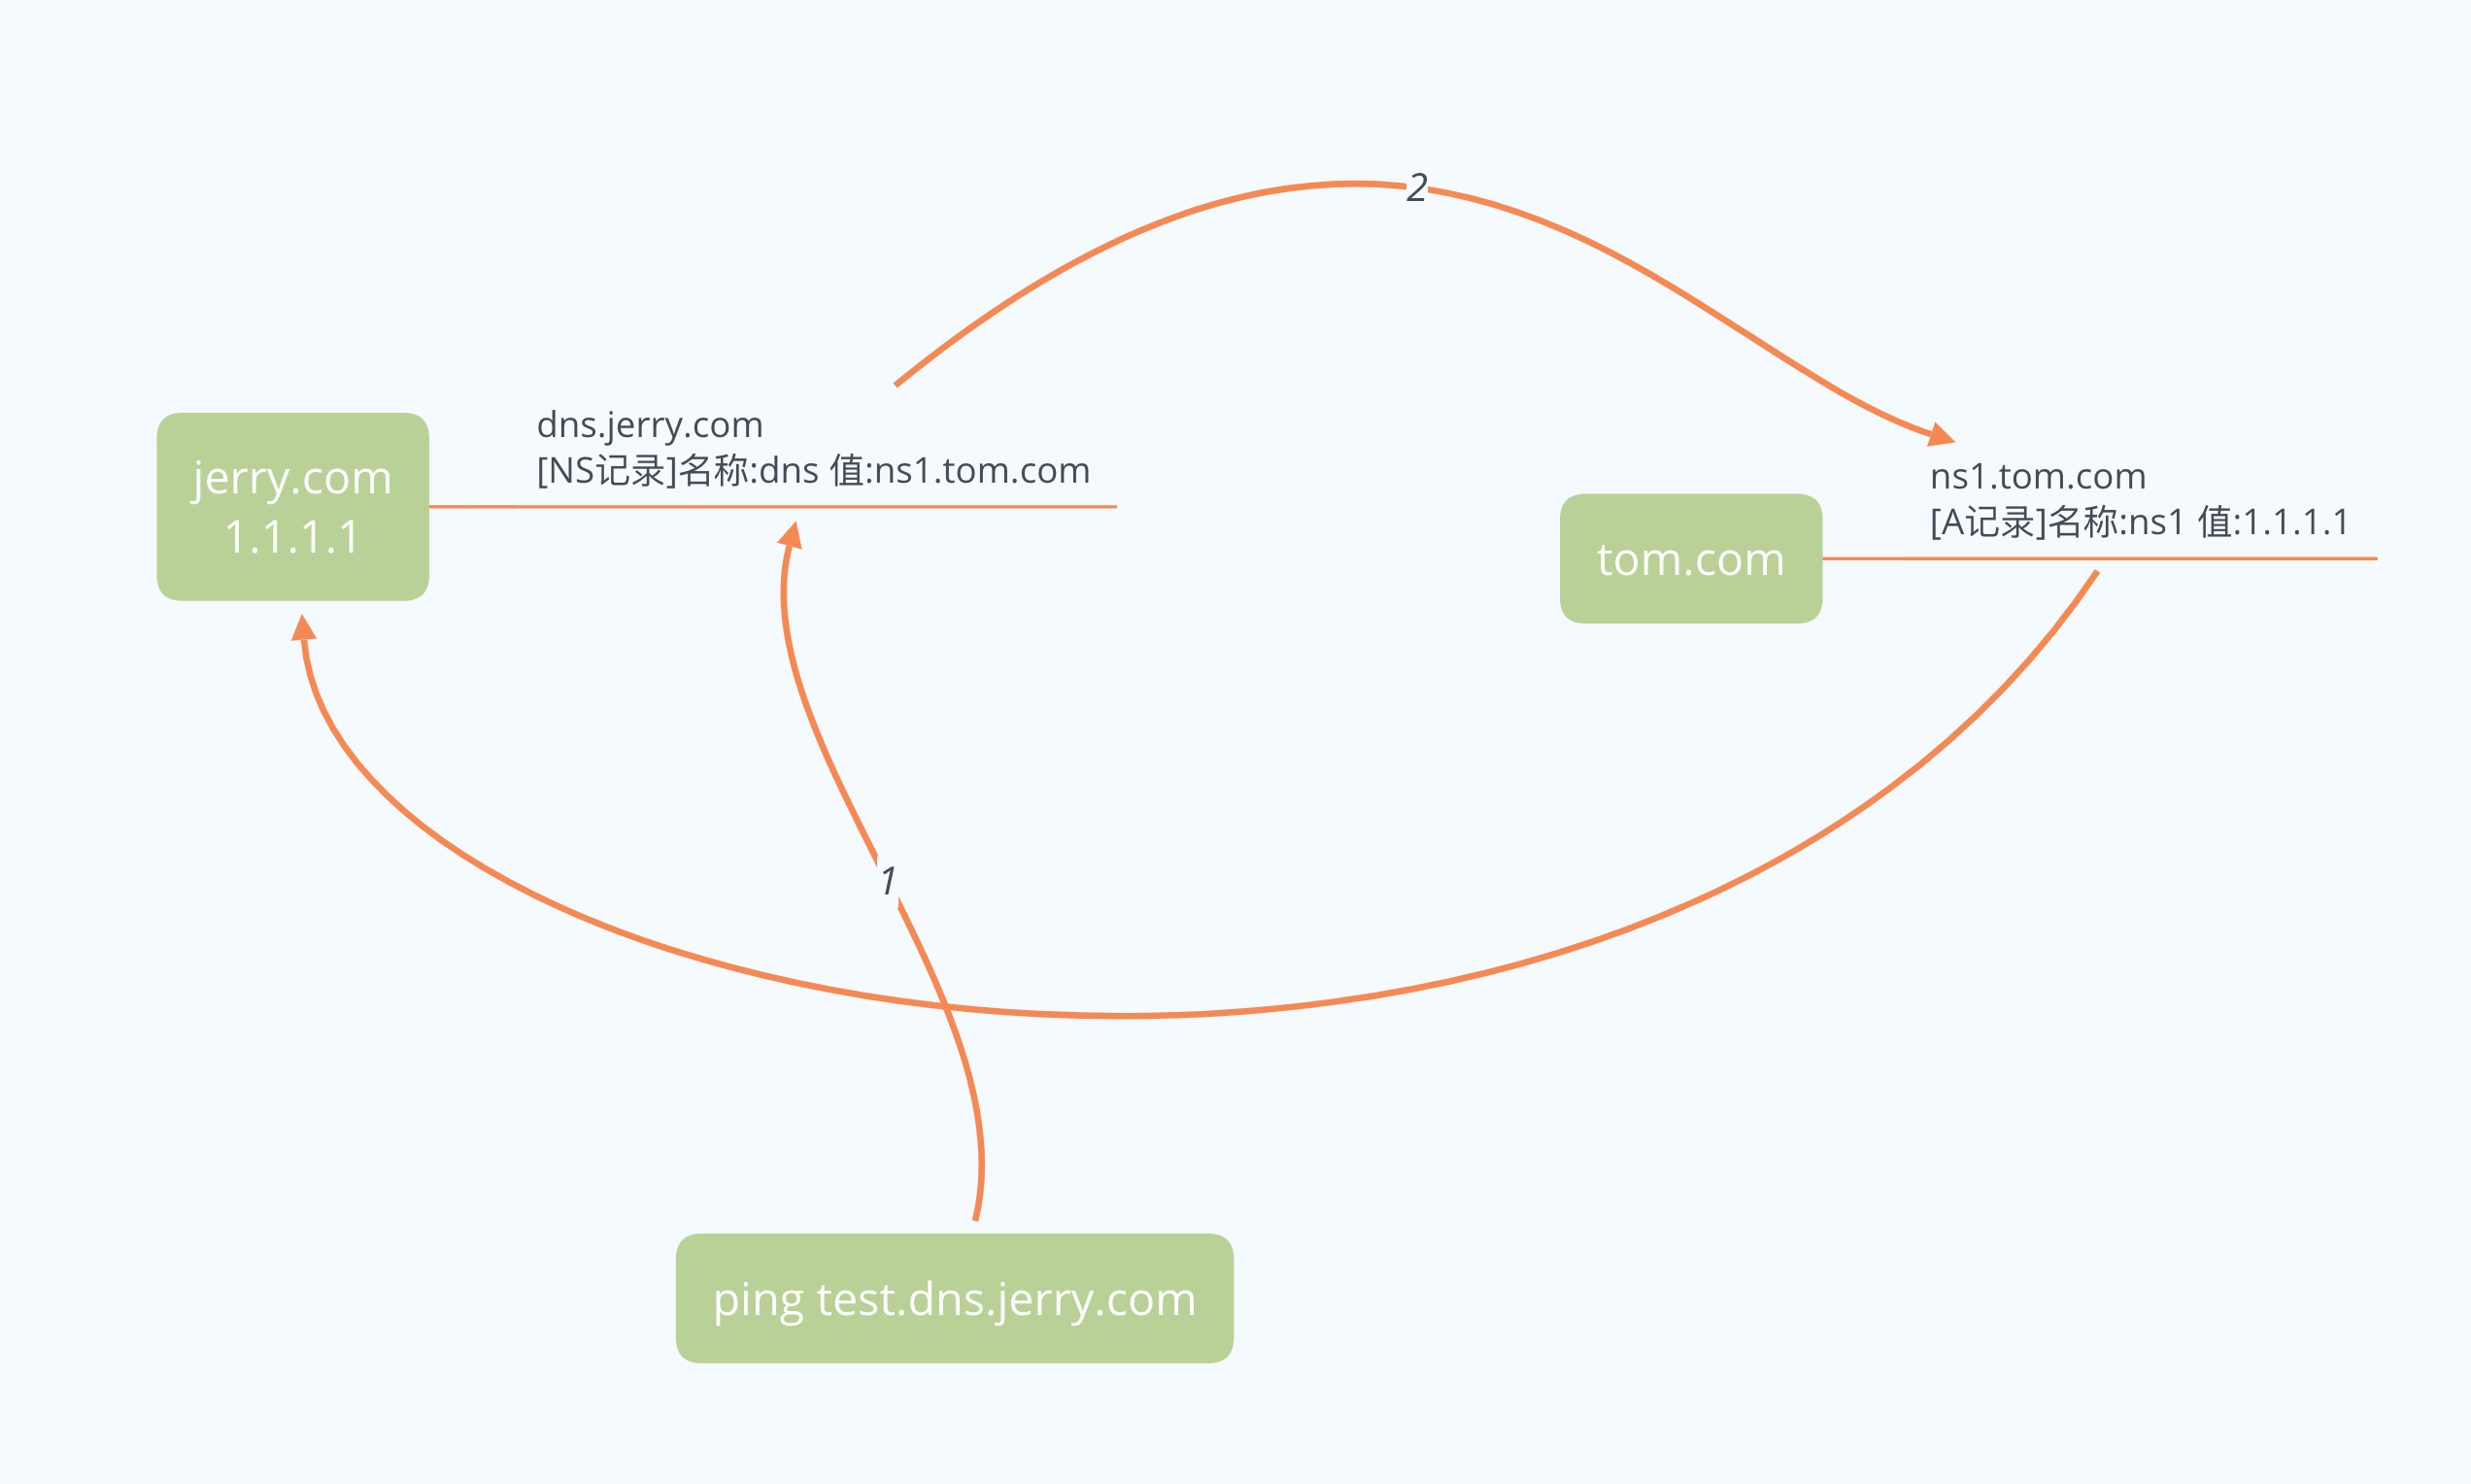 2
dns.jerry.com
[NS记录]名称:dns 值:ns1.tom.com
jerry.com
1.1.1.1
ns1.tom.com
[A记录]名称:ns1 值:1.1.1.1
tom.com
1
ping test.dns.jerry.com